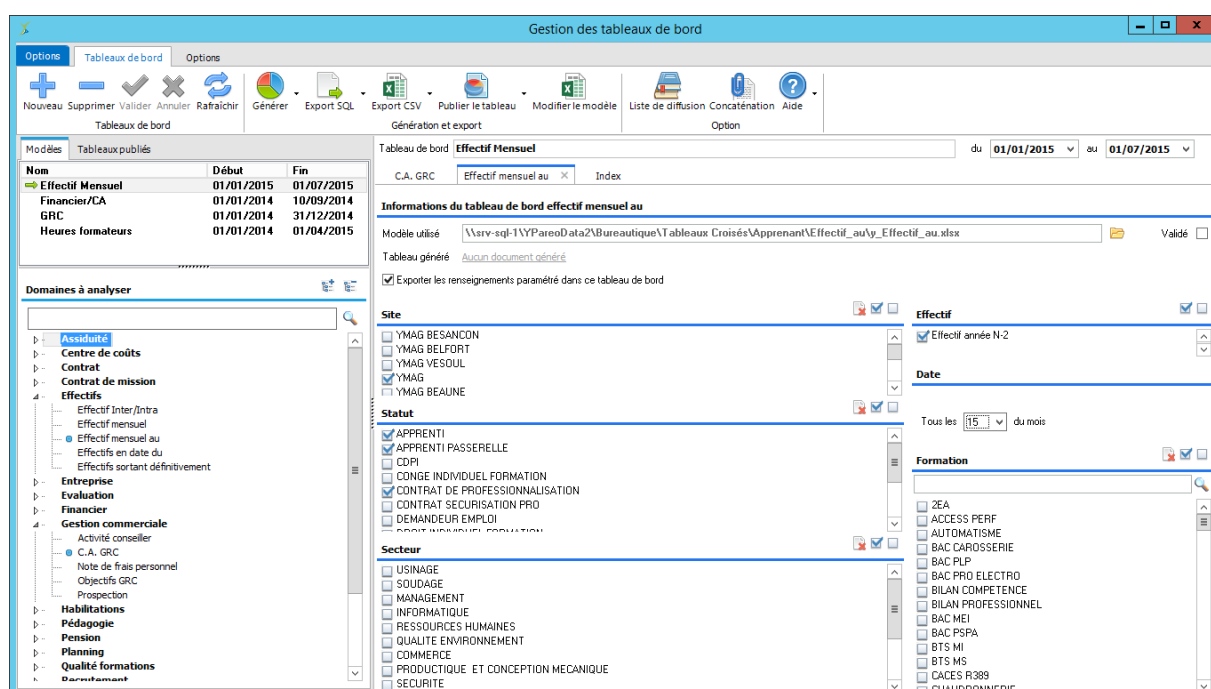 Gestion des tableaux de bord
Options Tableaux de bord Options
Nouveau Supprimer Valider Annuler Rafraîchir Générer Export SQL Export CSV Publier le tableau Modifier le modèle Liste de diffusion Concaténation Aide
Tableaux de bord Génération et export Option
Modèles Tableaux publiés
Nom Début Fin
Effectif Mensuel 01/01/2015 01/07/2015
Financier/CA 01/01/2014 10/09/2014
GRC 01/01/2014 31/12/2014
Heures formateurs 01/01/2014 01/04/2015
Domaines à analyser
Assiduité
Centre de coûts
Contrat
Contrat de mission
Effectifs
Effectif Inter/Intra
Effectif mensuel
Effectif mensuel au
Effectifs en date du
Effectifs sortant définitivement
Entreprise
Evaluation
Financier
Gestion commerciale
Activité conseiller
C.A. GRC
Note de frais personnel
Objectifs GRC
Prospection
Habilitations
Pédagogie
Pension
Planning
Qualité formations
Recrutement
Tableau de bord Effectif Mensuel du 01/01/2015 au 01/07/2015
C.A. GRC Effectif mensuel au Index
Informations du tableau de bord effectif mensuel au
Modèle utilisé \\srv-sql-1\YPareoData2\Bureautique\Tableaux Croisés\Apprenant\Effectif_au\y_Effectif_au.xlsx Validé
Tableau généré Aucun document généré
Exporter les renseignements paramétré dans ce tableau de bord
Site
YMAG BESANCON
YMAG BELFORT
YMAG VESOUL
YMAG
YMAG BEAUNE
Statut
APPRENTI
APPRENTI PASSERELLE
CDPI
CONGE INDIVIDUEL FORMATION
CONTRAT DE PROFESSIONNALISATION
CONTRAT SECURISATION PRO
DEMANDEUR EMPLOI
DROIT INDIVIDUEL FORMATION
Secteur
USINAGE
SOUDAGE
MANAGEMENT
INFORMATIQUE
RESSOURCES HUMAINES
QUALITE ENVIRONNEMENT
COMMERCE
PRODUCTIQUE ET CONCEPTION MECANIQUE
SECURITE
Effectif
Effectif année N-2
Date
Tous les 15 du mois
Formation
2EA
ACCESS PERF
AUTOMATISME
BAC CAROSSERIE
BAC PLP
BAC PRO ELECTRO
BILAN COMPETENCE
BILAN PROFESSIONNEL
BAC MEI
BAC PSPA
BTS MI
BTS MS
CACES R389
CHAUDRONNERIE